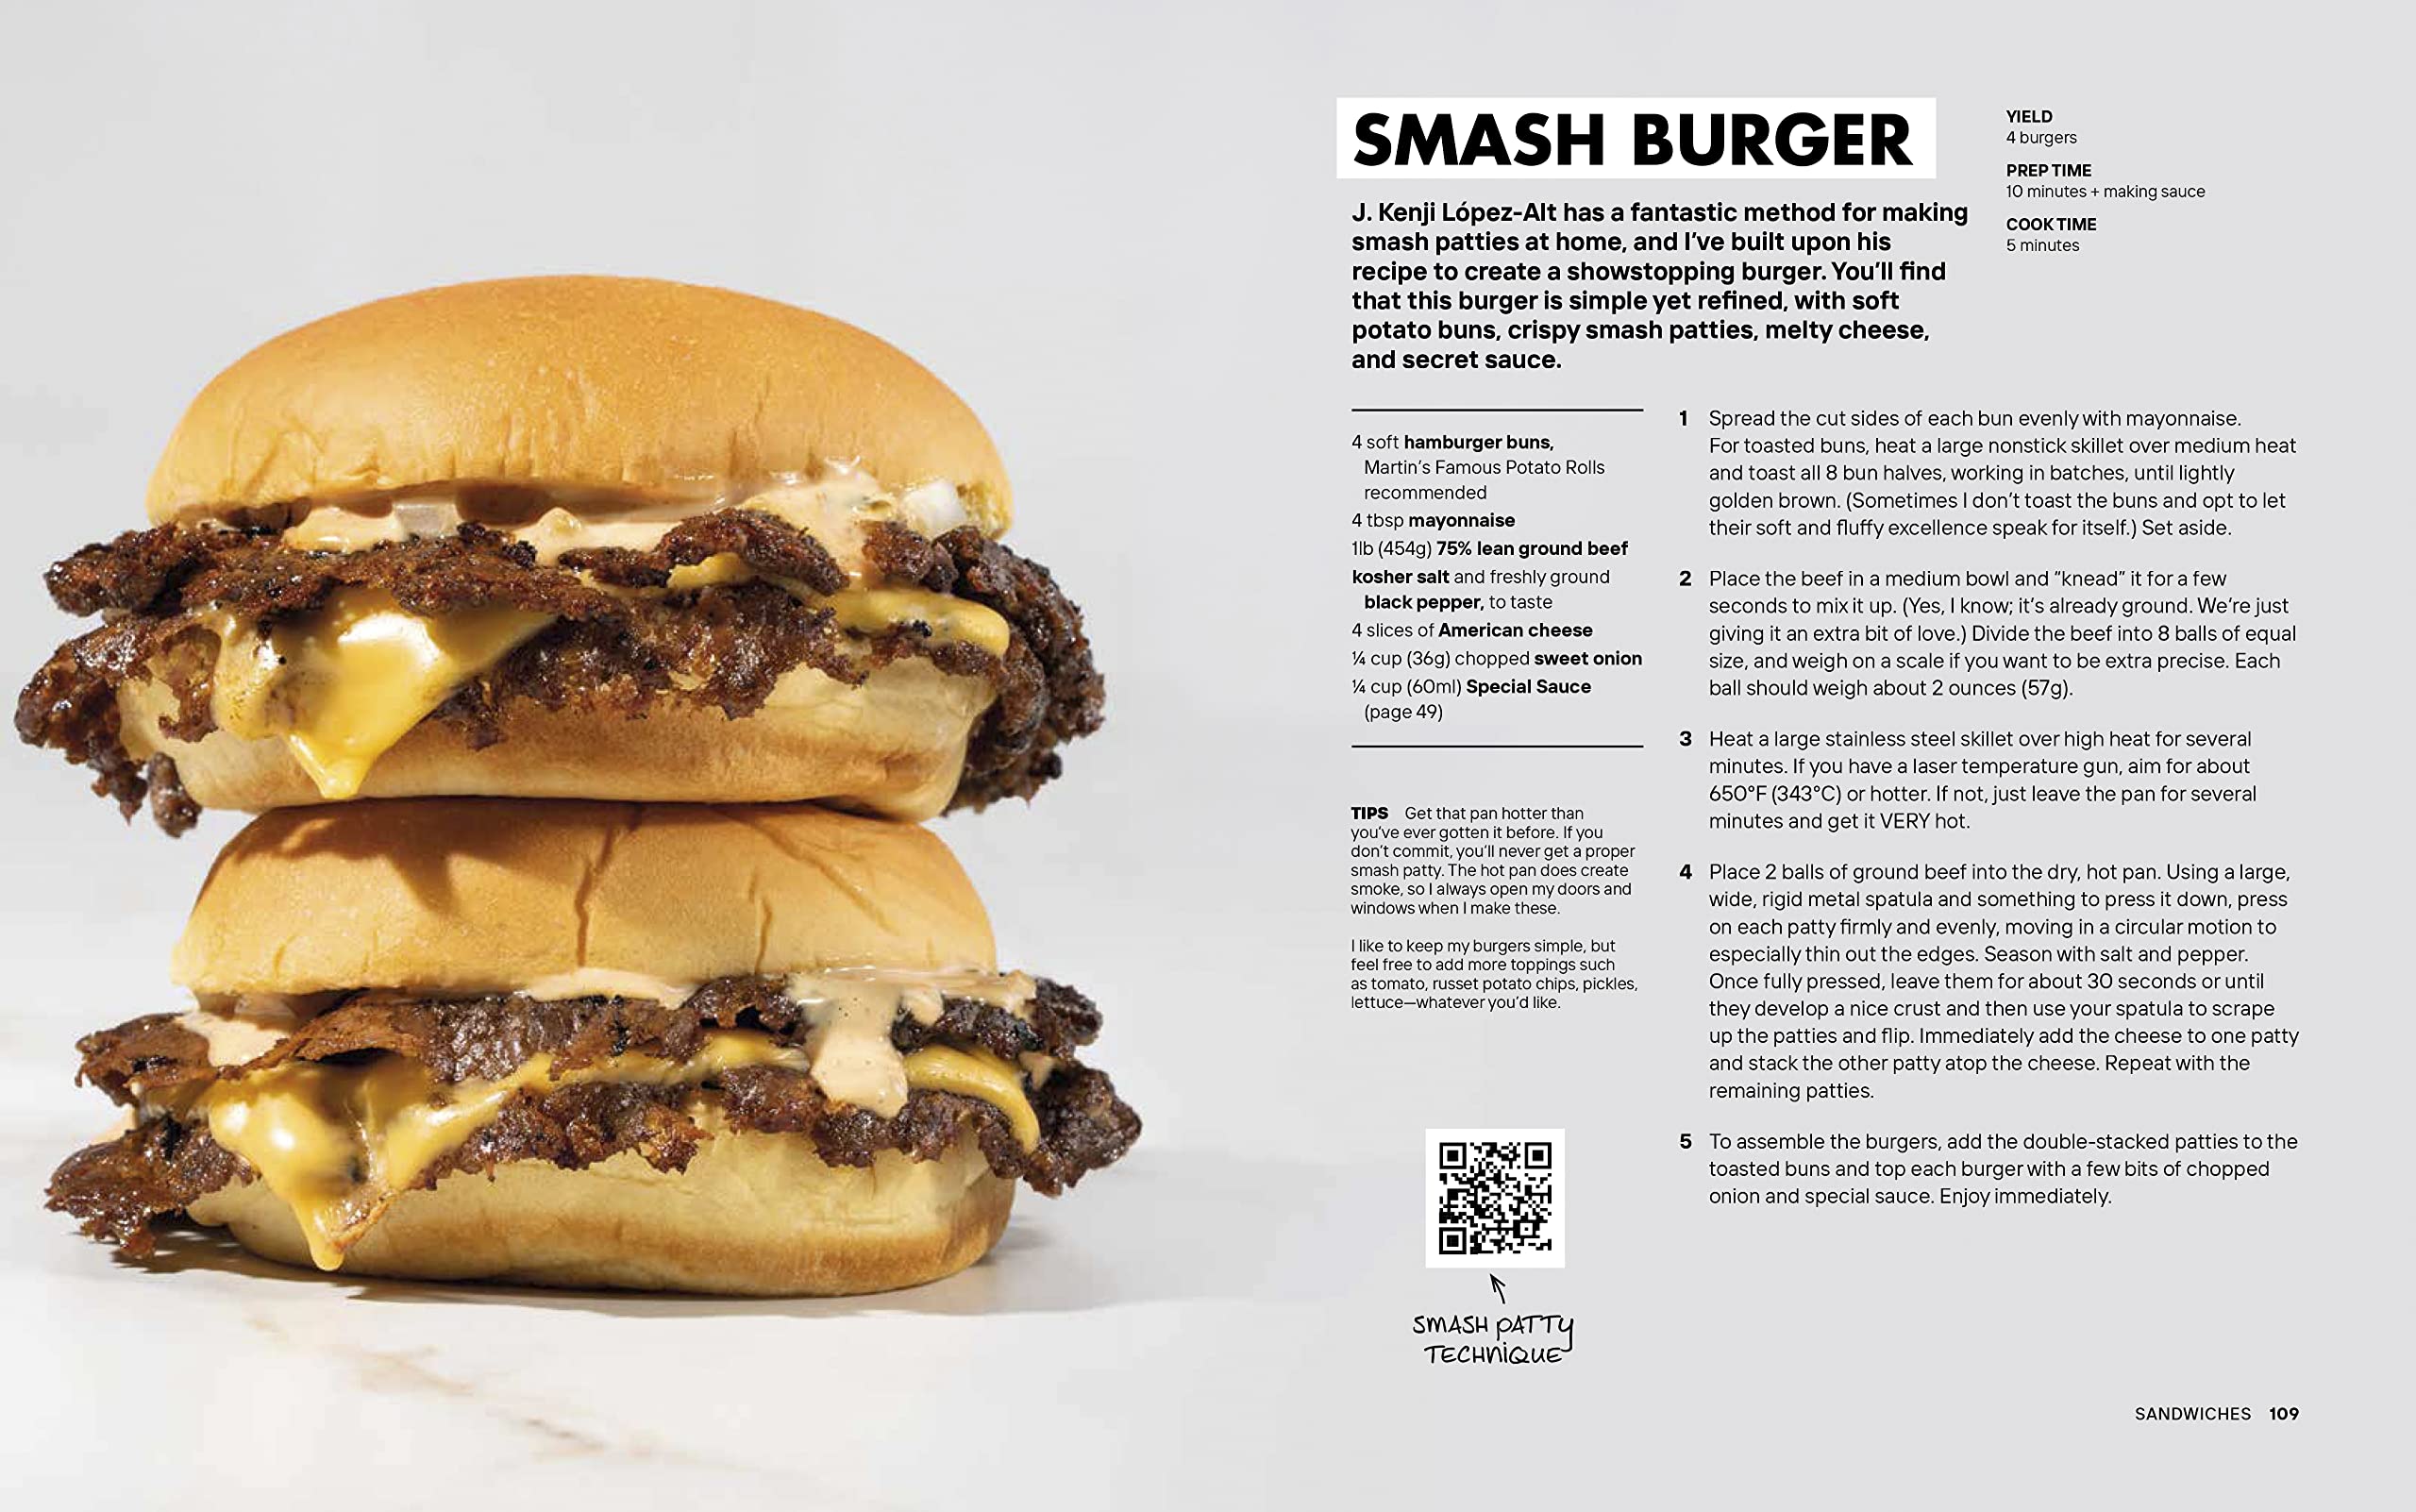 SMASH BURGER
J. Kenji López-Alt has a fantastic method for making
smash patties at home, and I’ve built upon his
recipe to create a showstopping burger. You’ll find
that this burger is simple yet refined, with soft
potato buns, crispy smash patties, melty cheese,
and secret sauce.
YIELD
4 burgers
PREP TIME
10 minutes + making sauce
COOK TIME
5 minutes
4 soft hamburger buns,
Martin’s Famous Potato Rolls
recommended
4 tbsp mayonnaise
1lb (454g) 75% lean ground beef
kosher salt and freshly ground
black pepper, to taste
4 slices of American cheese
¼ cup (36g) chopped sweet onion
¼ cup (60ml) Special Sauce
(page 49)
TIPS Get that pan hotter than
you’ve ever gotten it before. If you
don’t commit, you’ll never get a proper
smash patty. The hot pan does create
smoke, so I always open my doors and
windows when I make these.
I like to keep my burgers simple, but
feel free to add more toppings such
as tomato, russet potato chips, pickles,
lettuce—whatever you’d like.
SMASH PATTY
TECHNIQUE
1 Spread the cut sides of each bun evenly with mayonnaise.
For toasted buns, heat a large nonstick skillet over medium heat
and toast all 8 bun halves, working in batches, until lightly
golden brown. (Sometimes I don’t toast the buns and opt to let
their soft and fluffy excellence speak for itself.) Set aside.
2 Place the beef in a medium bowl and “knead” it for a few
seconds to mix it up. (Yes, I know; it’s already ground. We’re just
giving it an extra bit of love.) Divide the beef into 8 balls of equal
size, and weigh on a scale if you want to be extra precise. Each
ball should weigh about 2 ounces (57g).
3 Heat a large stainless steel skillet over high heat for several
minutes. If you have a laser temperature gun, aim for about
650°F (343°C) or hotter. If not, just leave the pan for several
minutes and get it VERY hot.
4 Place 2 balls of ground beef into the dry, hot pan. Using a large,
wide, rigid metal spatula and something to press it down, press
on each patty firmly and evenly, moving in a circular motion to
especially thin out the edges. Season with salt and pepper.
Once fully pressed, leave them for about 30 seconds or until
they develop a nice crust and then use your spatula to scrape
up the patties and flip. Immediately add the cheese to one patty
and stack the other patty atop the cheese. Repeat with the
remaining patties.
5 To assemble the burgers, add the double-stacked patties to the
toasted buns and top each burger with a few bits of chopped
onion and special sauce. Enjoy immediately.
SANDWICHES 109